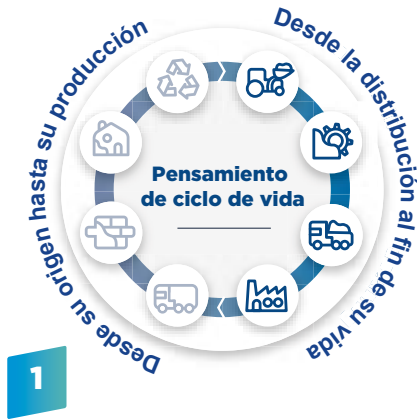 Desde su origen hasta su producción
Desde la distribución al fin de su vida
Pensamiento
de ciclo de vida
1